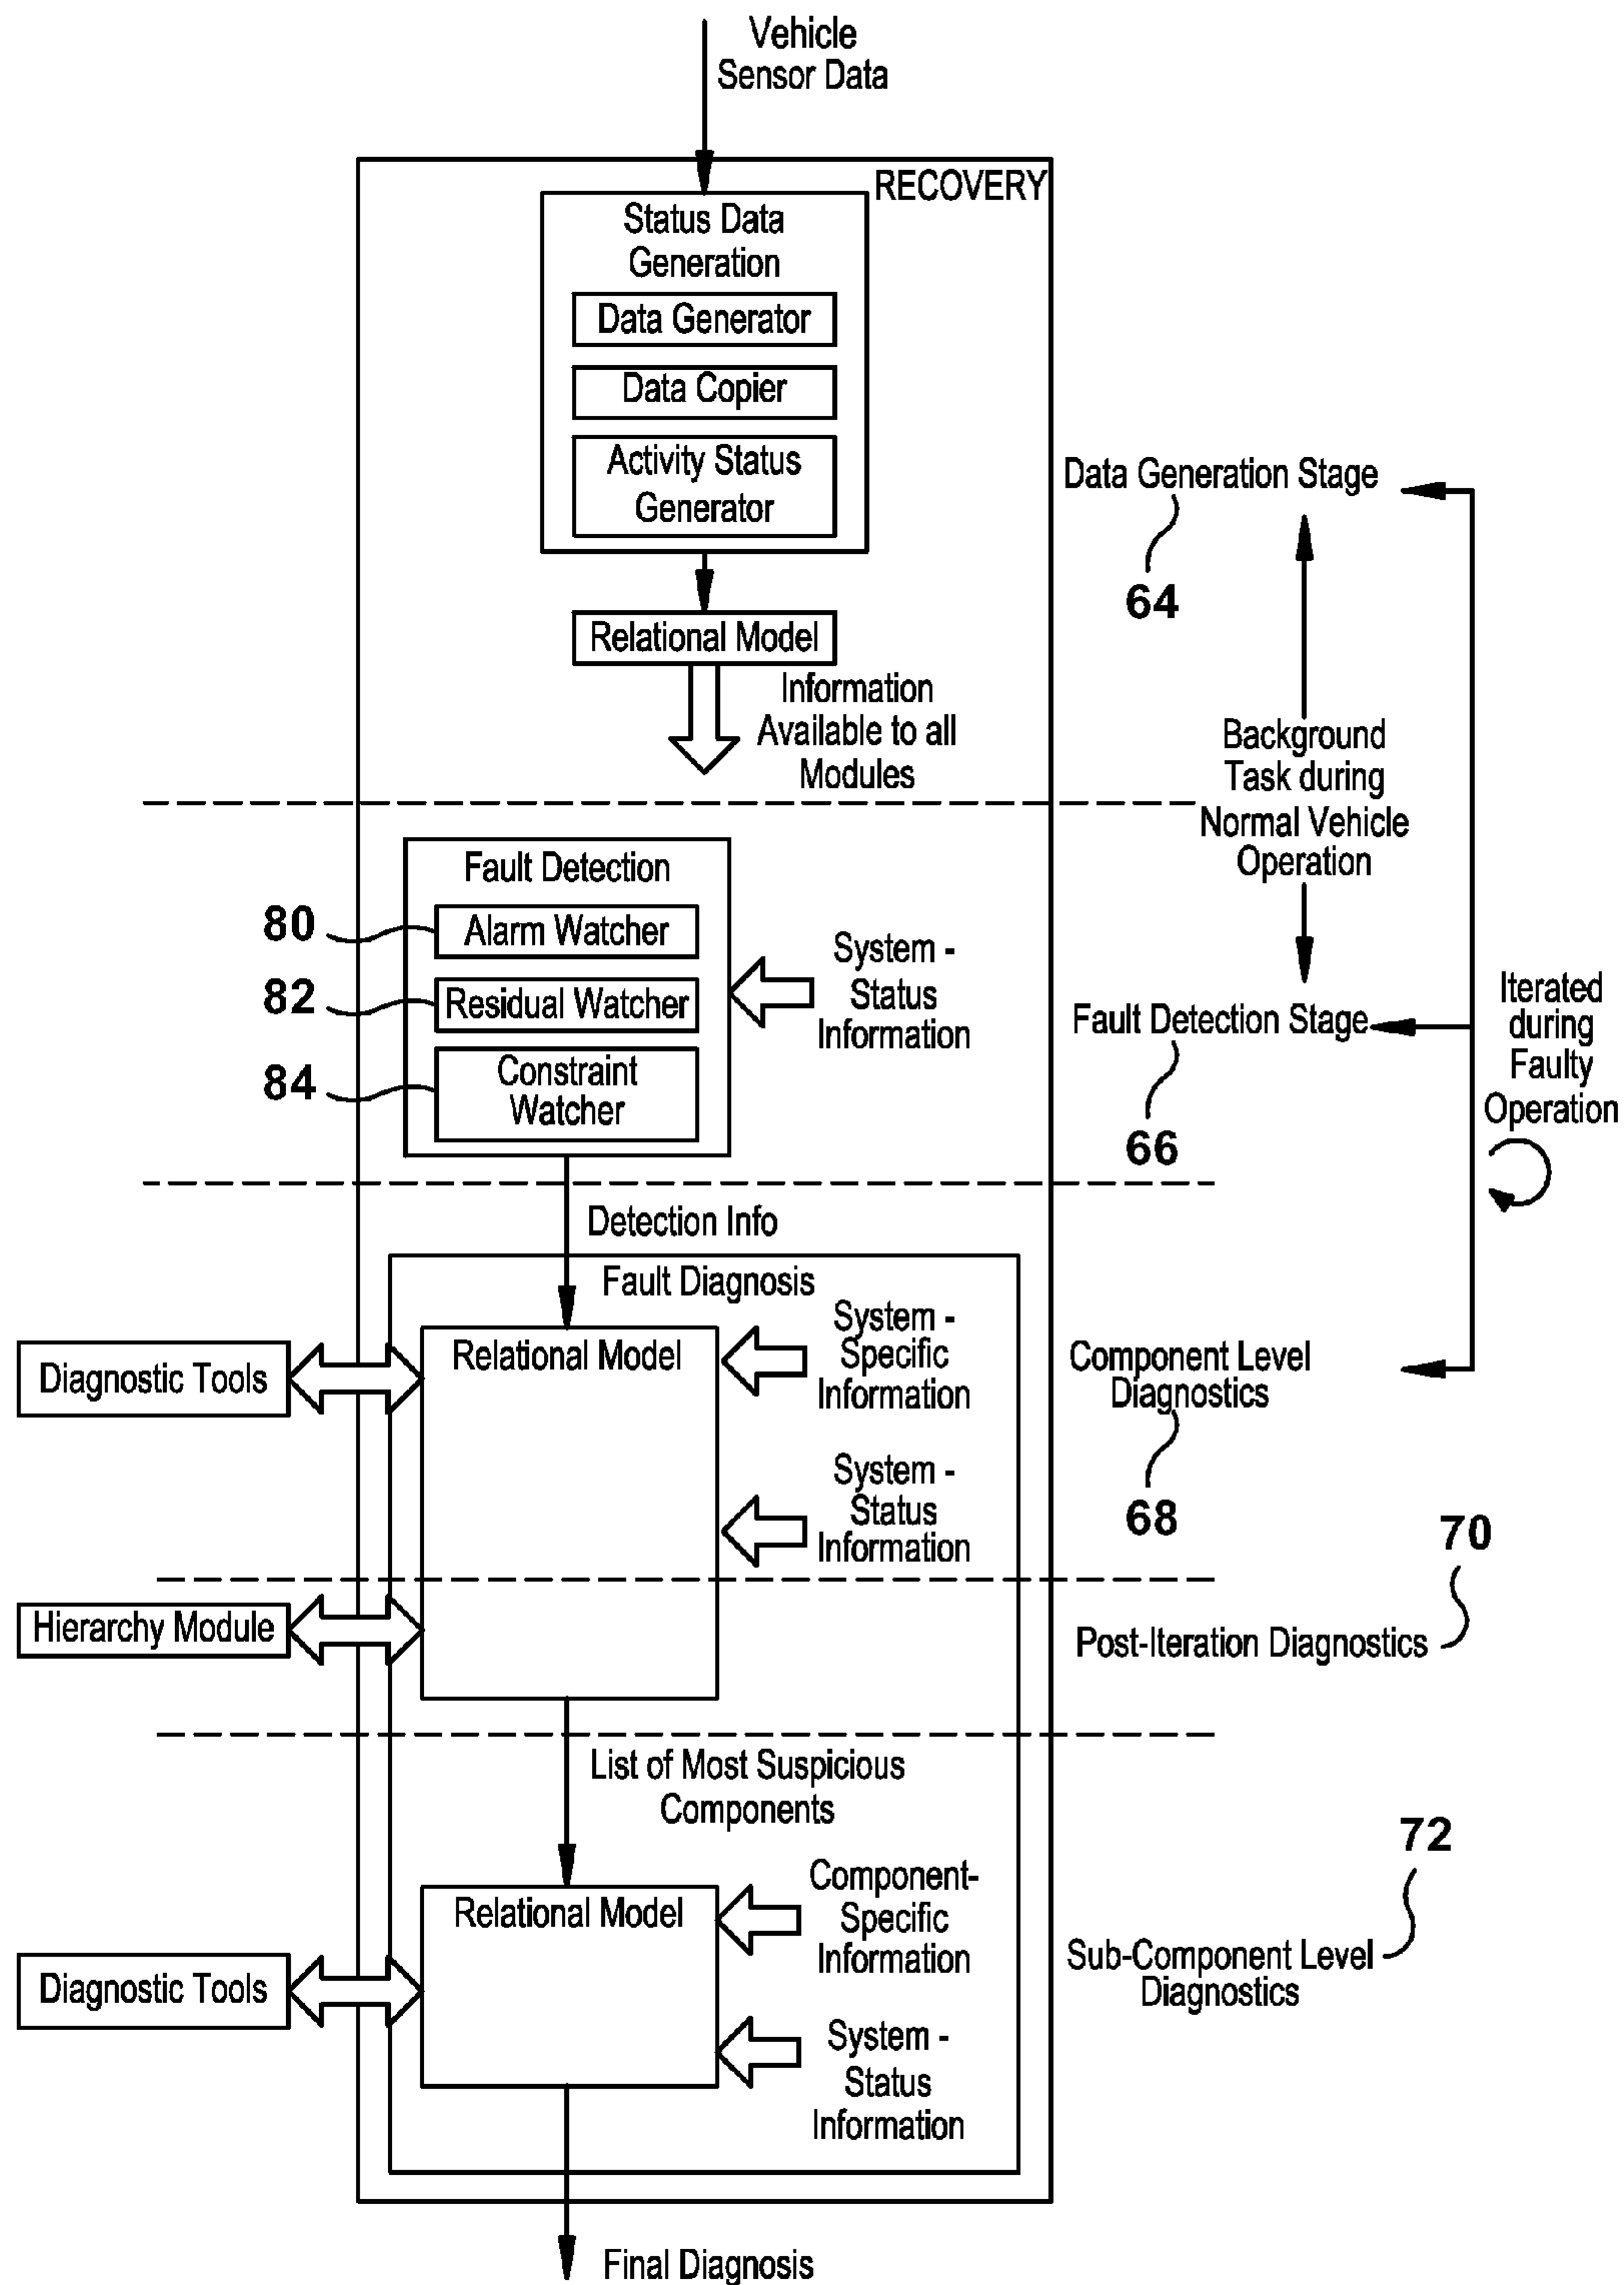 Vehicle
Sensor Data
RECOVERY
Status Data
Generation
Data Generator
Data Copier
Activity Status
Generator
Data Generation Stage
64
Relational Model
Information
Available to all
Modules
Background
Task during
Normal Vehicle
Operation
Fault Detection
80
Alarm Watcher
82
Residual Watcher
84
Constraint
Watcher
System -
Status
Information
Fault Detection Stage
66
Iterated
during
Faulty
Operation
Detection Info
Fault Diagnosis
Diagnostic Tools
Relational Model
System -
Specific
Information
System -
Status
Information
Component Level
Diagnostics
68
70
Hierarchy Module
Post-Iteration Diagnostics
List of Most Suspicious
Components
72
Relational Model
Component-
Specific
Information
Diagnostic Tools
System -
Status
Information
Sub-Component Level
Diagnostics
Final Diagnosis